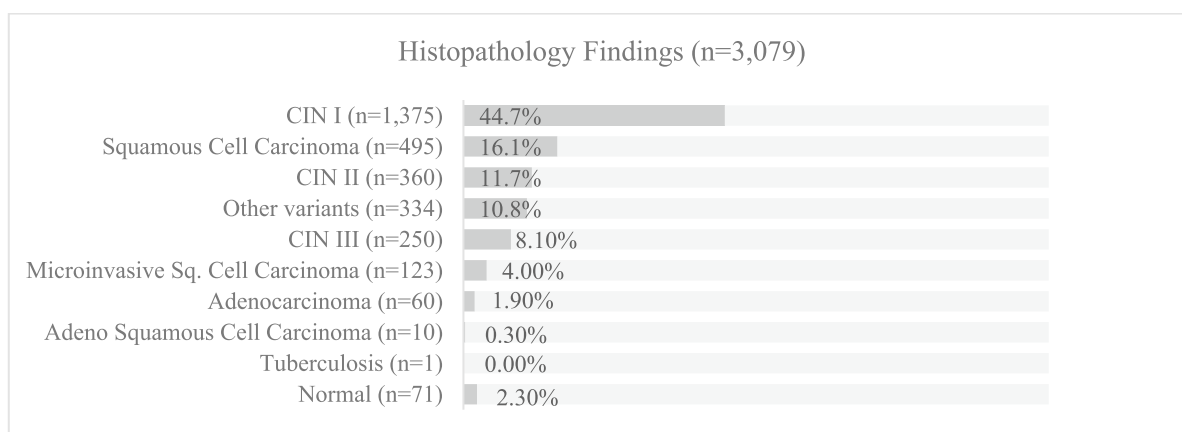 Histopathology Findings (n=3,079)
CIN I (n=1,375) 44.7%
Squamous Cell Carcinoma (n=495) 16.1%
CIN II (n=360) 11.7%
Other variants (n=334) 10.8%
CIN III (n=250) 8.10%
Microinvasive Sq. Cell Carcinoma (n=123) 4.00%
Adenocarcinoma (n=60) 1.90%
Adeno Squamous Cell Carcinoma (n=10) 0.30%
Tuberculosis (n=1) 0.00%
Normal (n=71) 2.30%